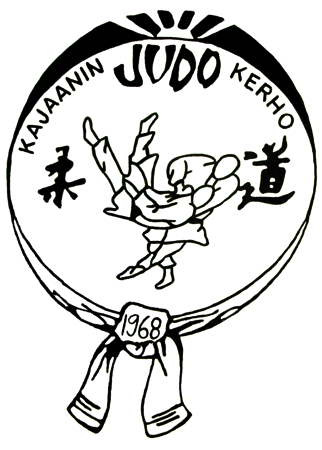 KAJAANIN JUDO KERHO
柔 道
1968